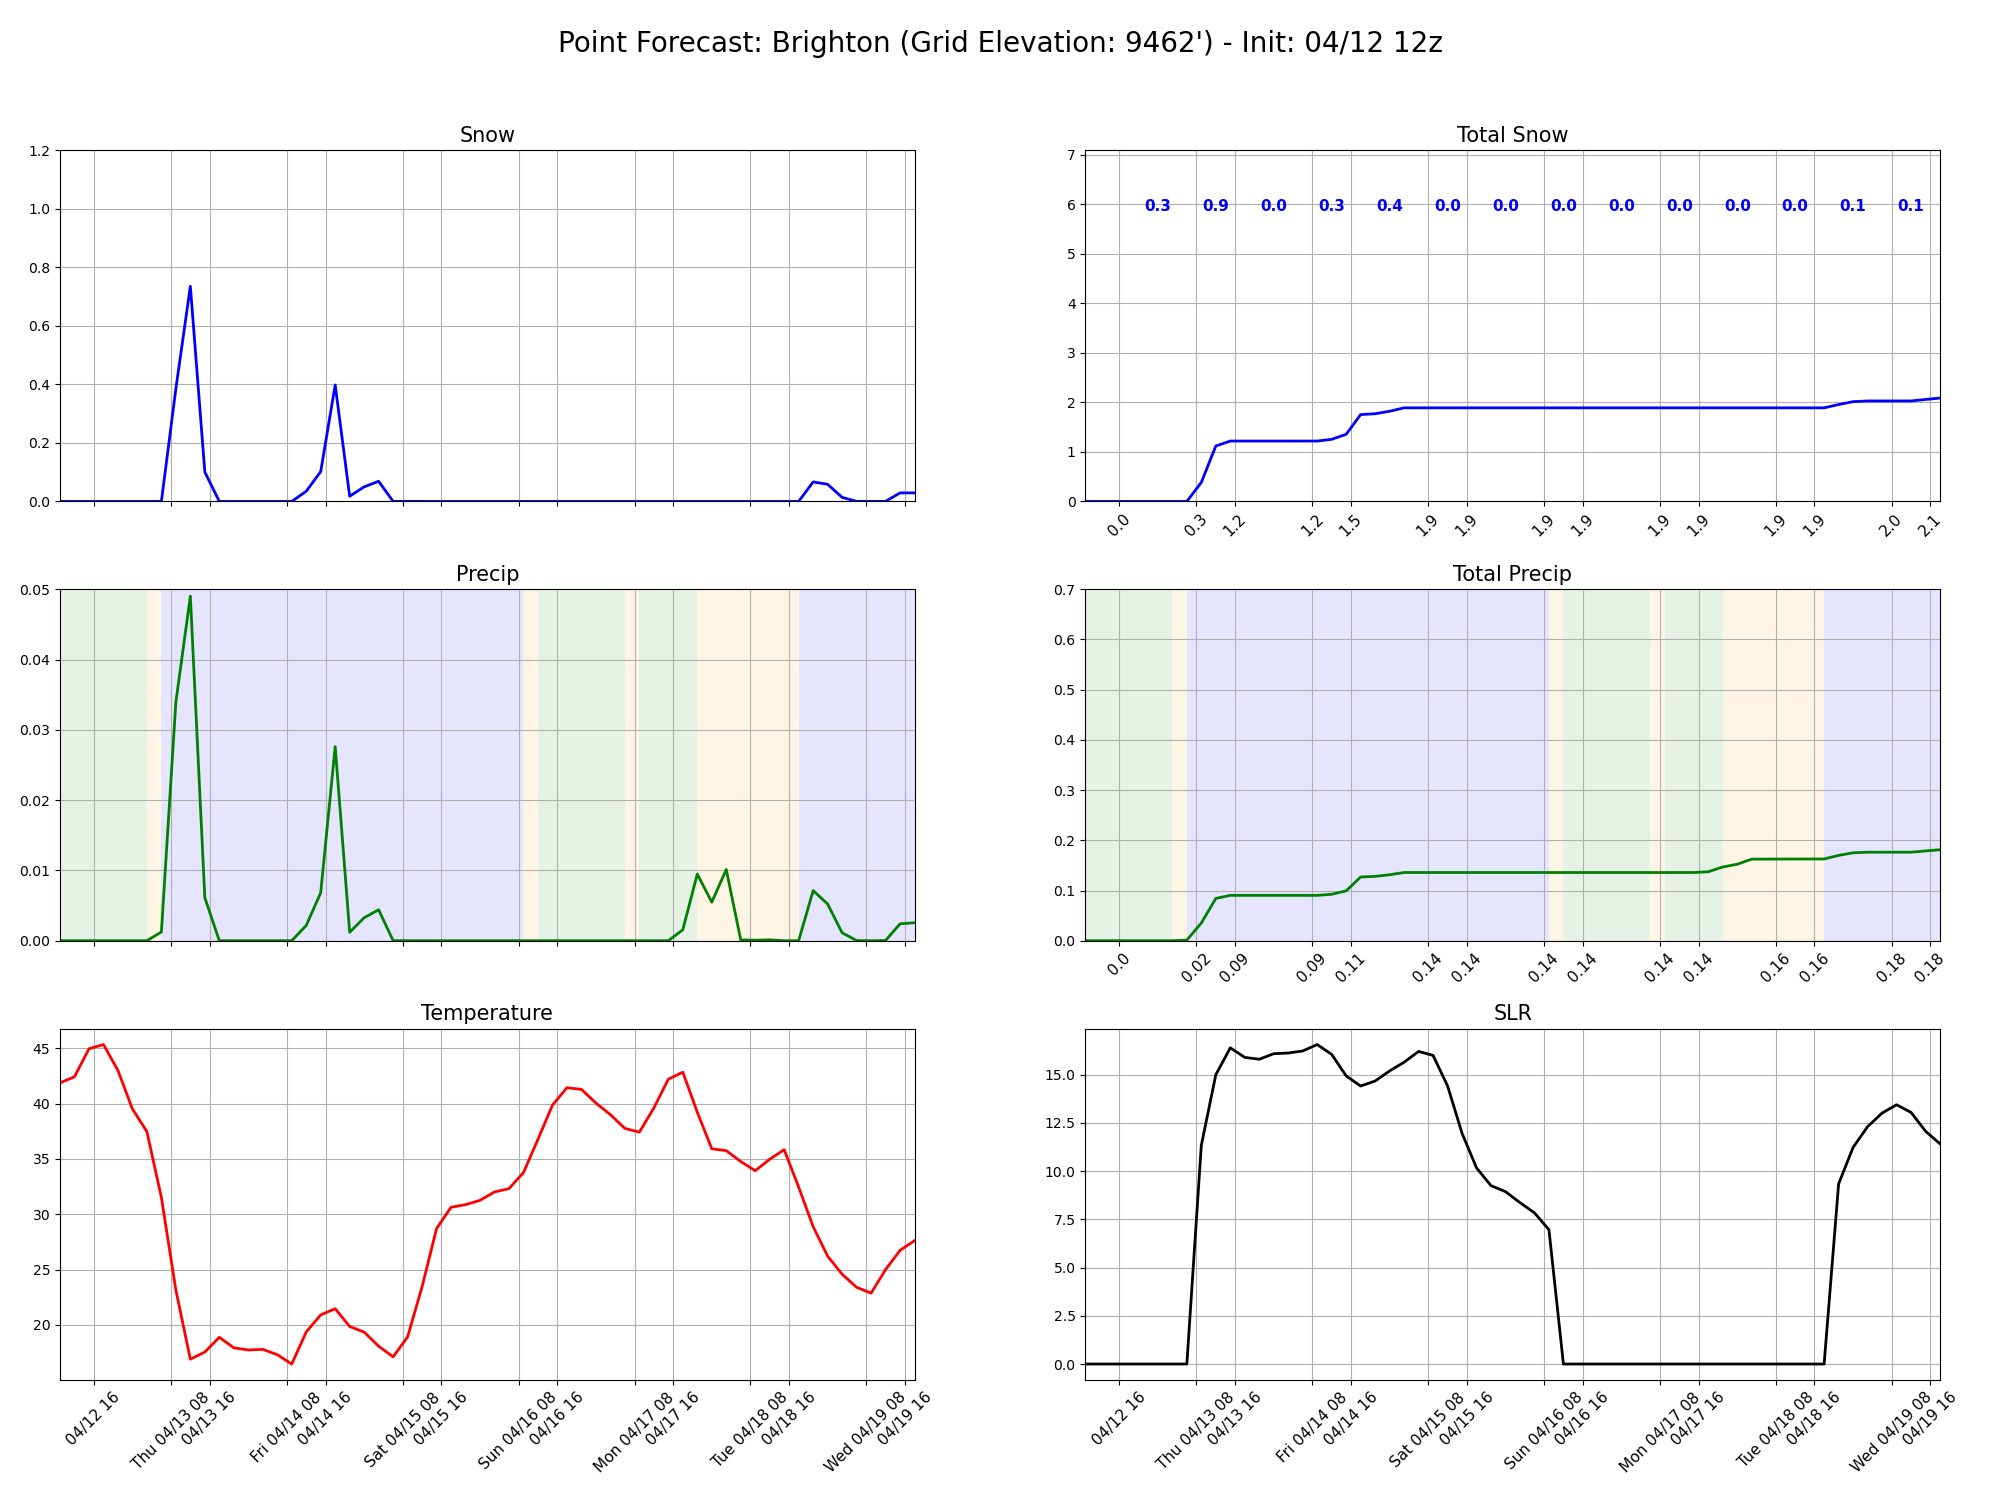 Point Forecast: Brighton (Grid Elevation: 9462') - Init: 04/12 12z
Snow
1.2
1.0
0.8
0.6
0.4
0.2
0.0
Total Snow
7
6
5
4
3
2
1
0
0.3 0.9 0.0 0.3 0.4 0.0 0.0 0.0 0.0 0.0 0.0 0.0 0.1 0.1
0.0 0.3 1.2 1.2 1.5 1.9 1.9 1.9 1.9 1.9 1.9 1.9 1.9 2.0 2.1
Precip
0.05
0.04
0.03
0.02
0.01
0.00
Total Precip
0.7
0.6
0.5
0.4
0.3
0.2
0.1
0.0
0.0 0.02 0.09 0.09 0.11 0.14 0.14 0.14 0.14 0.14 0.14 0.16 0.16 0.18 0.18
Temperature
45
40
35
30
25
20
04/12 16
Thu 04/13 08
04/13 16
Fri 04/14 08
04/14 16
Sat 04/15 08
04/15 16
Sun 04/16 08
04/16 16
Mon 04/17 08
04/17 16
Tue 04/18 08
04/18 16
Wed 04/19 08
04/19 16
SLR
15.0
12.5
10.0
7.5
5.0
2.5
0.0
04/12 16
Thu 04/13 08
04/13 16
Fri 04/14 08
04/14 16
Sat 04/15 08
04/15 16
Sun 04/16 08
04/16 16
Mon 04/17 08
04/17 16
Tue 04/18 08
04/18 16
Wed 04/19 08
04/19 16